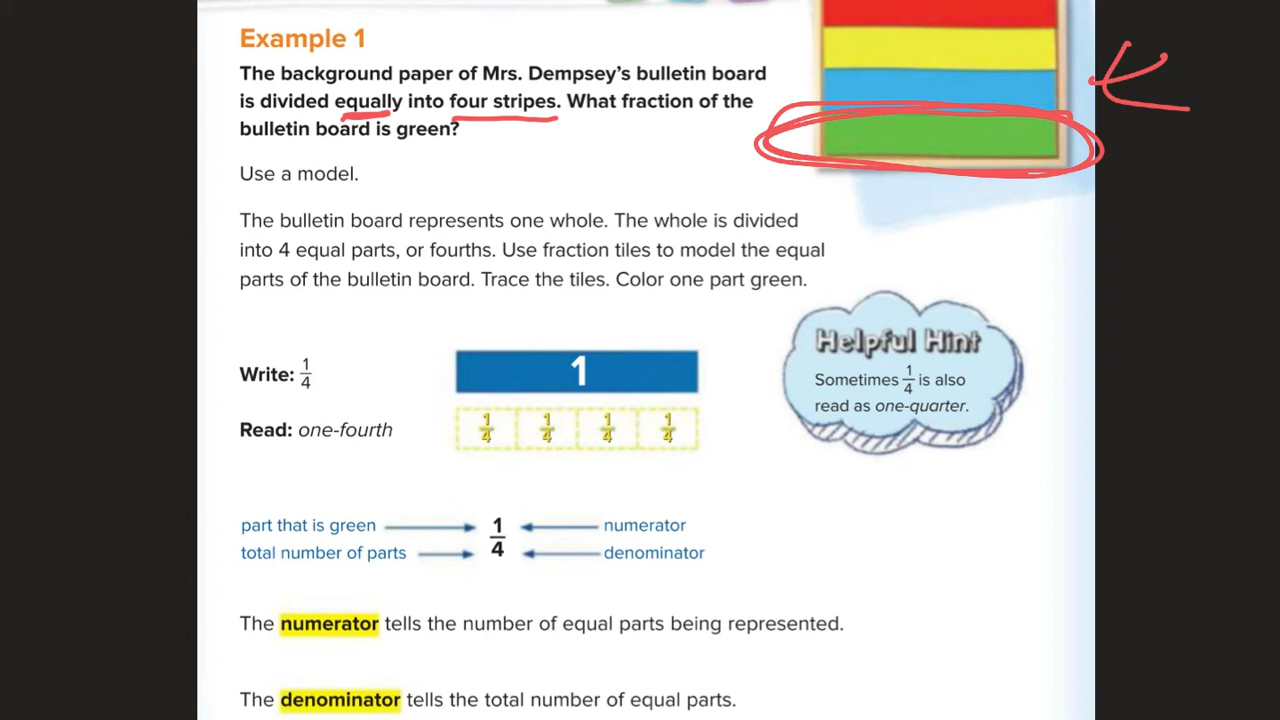 Example 1
The background paper of Mrs. Dempsey's bulletin board
is divided equally into four stripes. What fraction of the
bulletin board is green?
Use a model.
The bulletin board represents one whole. The whole is divided
into 4 equal parts, or fourths. Use fraction tiles to model the equal
parts of the bulletin board. Trace the tiles. Color one part green.
Helpful Hint
Sometimes 1/4 is also
read as one-quarter.
Write: 1/4
1
Read: one-fourth
1/4 1/4 1/4 1/4
part that is green 1/4 numerator
total number of parts denominator
The numerator tells the number of equal parts being represented.
The denominator tells the total number of equal parts.